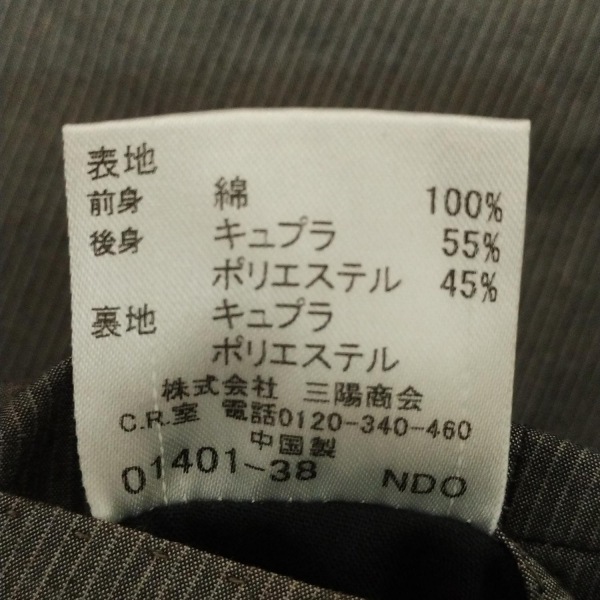 表地
前身 綿 100%
後身 キュプラ 55%
ポリエステル 45%
裏地 キュプラ
ポリエステル
株式会社 三陽商会
C.R.室 電話0120-340-460
中国製
01401-38 NDO